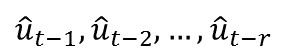 û_{t−1}, û_{t−2}, … , û_{t−r}